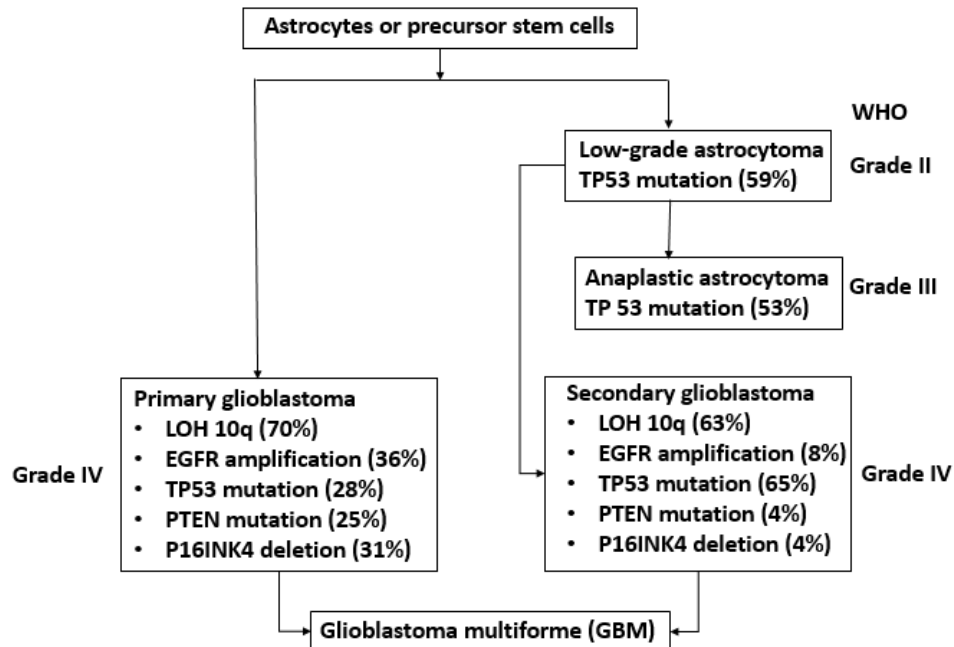 Astrocytes or precursor stem cells
WHO
Low-grade astrocytoma
TP53 mutation (59%)
Grade II
Anaplastic astrocytoma
TP 53 mutation (53%)
Grade III
Grade IV
Primary glioblastoma
• LOH 10q (70%)
• EGFR amplification (36%)
• TP53 mutation (28%)
• PTEN mutation (25%)
• P16INK4 deletion (31%)
Secondary glioblastoma
• LOH 10q (63%)
• EGFR amplification (8%)
• TP53 mutation (65%)
• PTEN mutation (4%)
• P16INK4 deletion (4%)
Grade IV
Glioblastoma multiforme (GBM)